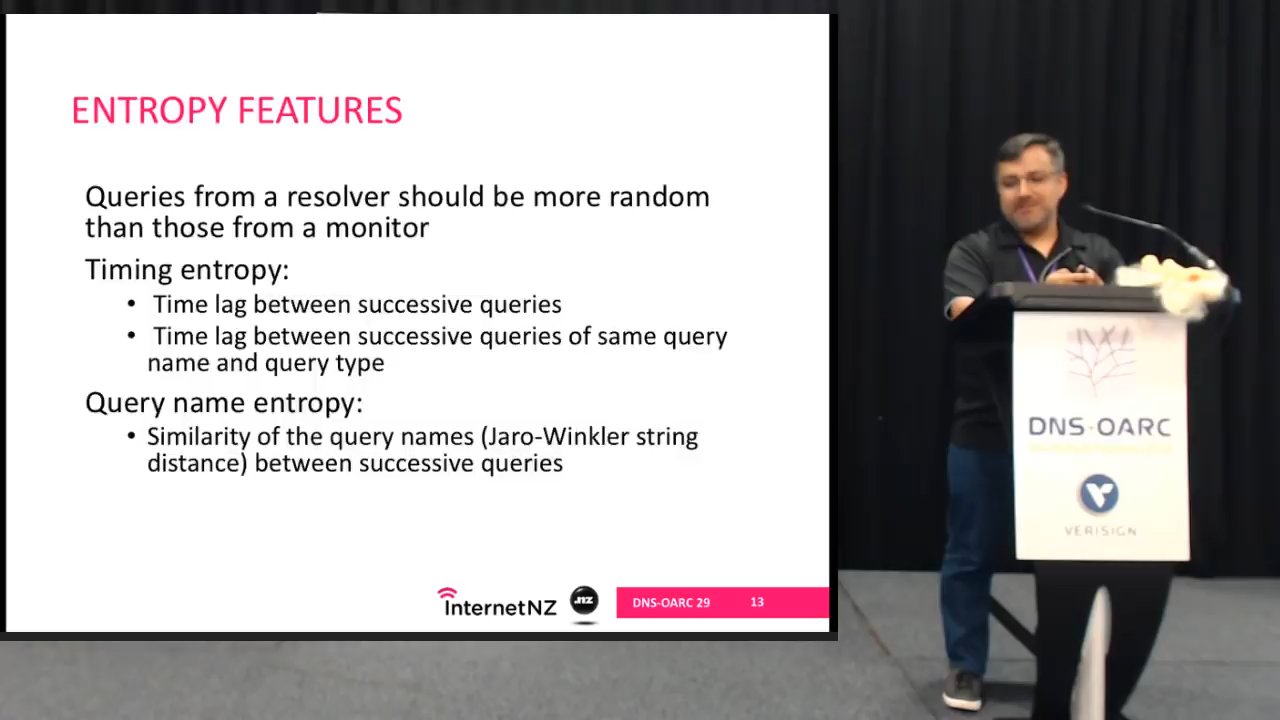 ENTROPY FEATURES
Queries from a resolver should be more random
than those from a monitor
Timing entropy:
• Time lag between successive queries
• Time lag between successive queries of same query
name and query type
Query name entropy:
• Similarity of the query names (Jaro-Winkler string
distance) between successive queries
InternetNZ
.nz
DNS-OARC 29
13
DNS-OARC
VERISIGN